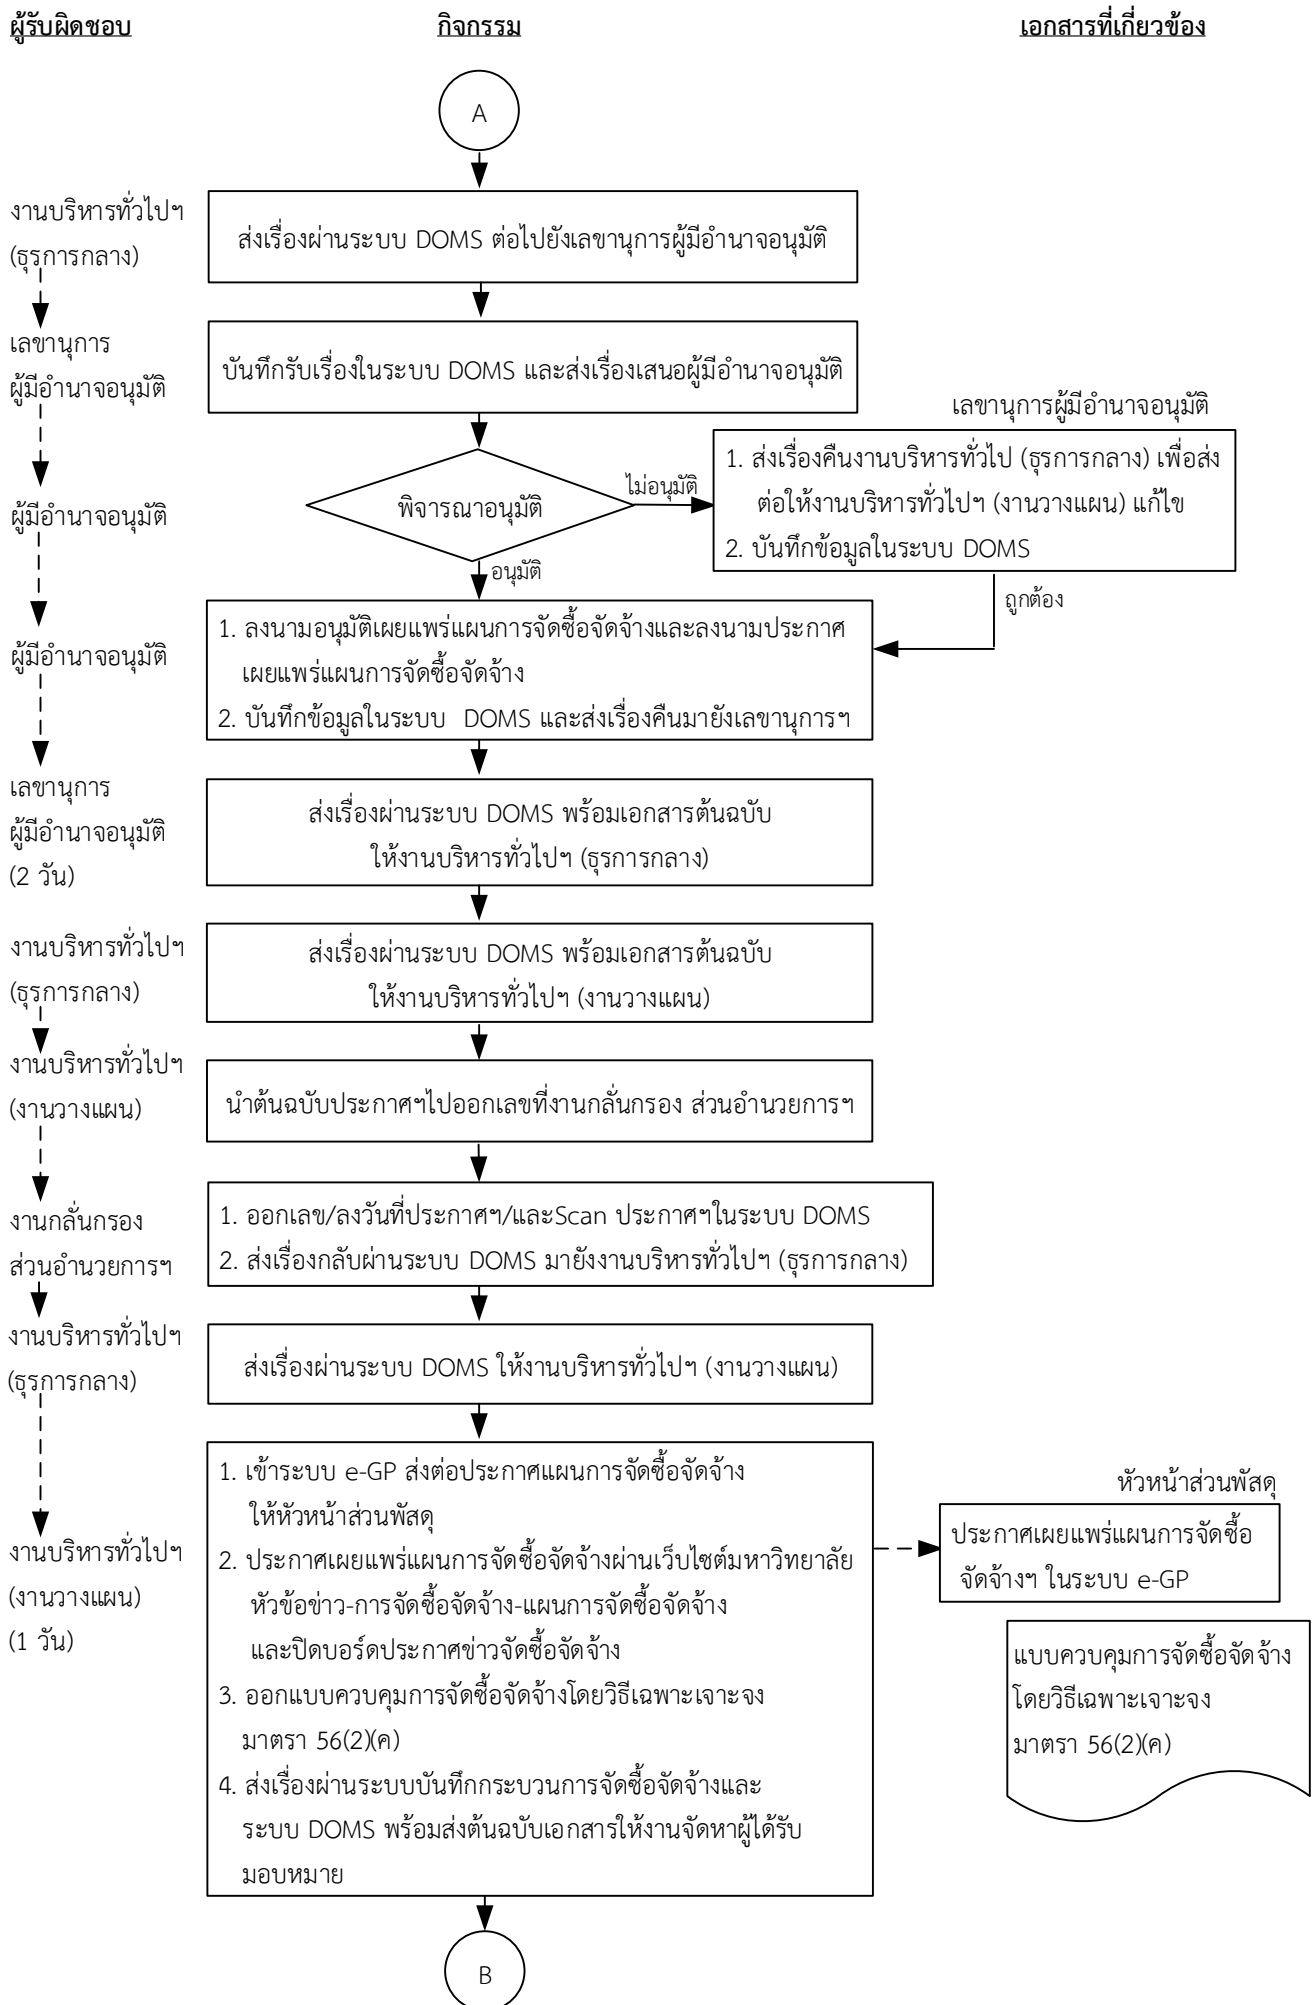 ผู้รับผิดชอบ
กิจกรรม
เอกสารที่เกี่ยวข้อง
A
งานบริหารทั่วไปฯ
(ธุรการกลาง)
ส่งเรื่องผ่านระบบ DOMS ต่อไปยังเลขานุการผู้มีอำนาจอนุมัติ
เลขานุการ
ผู้มีอำนาจอนุมัติ
บันทึกรับเรื่องในระบบ DOMS และส่งเรื่องเสนอผู้มีอำนาจอนุมัติ
เลขานุการผู้มีอำนาจอนุมัติ
ผู้มีอำนาจอนุมัติ
พิจารณาอนุมัติ
ไม่อนุมัติ
1. ส่งเรื่องคืนงานบริหารทั่วไป (ธุรการกลาง) เพื่อส่ง
ต่อให้งานบริหารทั่วไปฯ (งานวางแผน) แก้ไข
2. บันทึกข้อมูลในระบบ DOMS
อนุมัติ
ถูกต้อง
ผู้มีอำนาจอนุมัติ
1. ลงนามอนุมัติเผยแพร่แผนการจัดซื้อจัดจ้างและลงนามประกาศ
เผยแพร่แผนการจัดซื้อจัดจ้าง
2. บันทึกข้อมูลในระบบ DOMS และส่งเรื่องคืนมายังเลขานุการฯ
เลขานุการ
ผู้มีอำนาจอนุมัติ
(2 วัน)
ส่งเรื่องผ่านระบบ DOMS พร้อมเอกสารต้นฉบับ
ให้งานบริหารทั่วไปฯ (ธุรการกลาง)
งานบริหารทั่วไปฯ
(ธุรการกลาง)
ส่งเรื่องผ่านระบบ DOMS พร้อมเอกสารต้นฉบับ
ให้งานบริหารทั่วไปฯ (งานวางแผน)
งานบริหารทั่วไปฯ
(งานวางแผน)
นำต้นฉบับประกาศฯไปออกเลขที่งานกลั่นกรอง ส่วนอำนวยการฯ
งานกลั่นกรอง
ส่วนอำนวยการฯ
1. ออกเลข/ลงวันที่ประกาศฯ/และScan ประกาศฯในระบบ DOMS
2. ส่งเรื่องกลับผ่านระบบ DOMS มายังงานบริหารทั่วไปฯ (ธุรการกลาง)
งานบริหารทั่วไปฯ
(ธุรการกลาง)
ส่งเรื่องผ่านระบบ DOMS ให้งานบริหารทั่วไปฯ (งานวางแผน)
งานบริหารทั่วไปฯ
(งานวางแผน)
(1 วัน)
1. เข้าระบบ e-GP ส่งต่อประกาศแผนการจัดซื้อจัดจ้าง
ให้หัวหน้าส่วนพัสดุ
2. ประกาศเผยแพร่แผนการจัดซื้อจัดจ้างผ่านเว็บไซต์มหาวิทยาลัย
หัวข้อข่าว-การจัดซื้อจัดจ้าง-แผนการจัดซื้อจัดจ้าง
และปิดบอร์ดประกาศข่าวจัดซื้อจัดจ้าง
3. ออกแบบควบคุมการจัดซื้อจัดจ้างโดยวิธีเฉพาะเจาะจง
มาตรา 56(2)(ค)
4. ส่งเรื่องผ่านระบบบันทึกกระบวนการจัดซื้อจัดจ้างและ
ระบบ DOMS พร้อมส่งต้นฉบับเอกสารให้งานจัดหาผู้ได้รับ
มอบหมาย
หัวหน้าส่วนพัสดุ
ประกาศเผยแพร่แผนการจัดซื้อ
จัดจ้างฯ ในระบบ e-GP
แบบควบคุมการจัดซื้อจัดจ้าง
โดยวิธีเฉพาะเจาะจง
มาตรา 56(2)(ค)
B